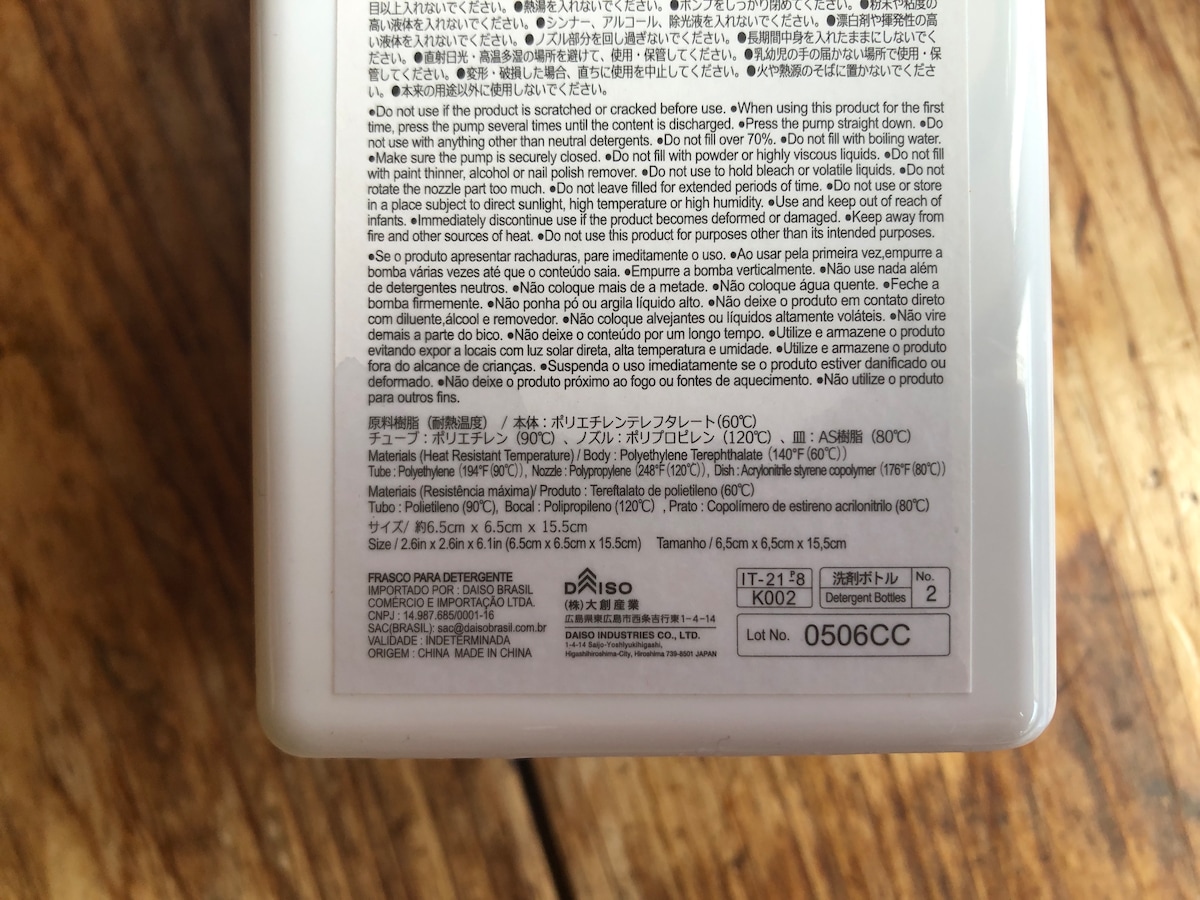 目以上入れないでください。●熱湯を入れないでください。●ポンプをしっかり閉めてください。●粉末や粘度の
高い液体を入れないでください。●シンナー、アルコール、除光液を入れないでください。●漂白剤や揮発性の高
い液体を入れないでください。●ノズル部分を回し過ぎないでください。●長期間中身を入れたままにしないでく
ださい。●直射日光・高温多湿の場所を避けて、使用・保管してください。●乳幼児の手の届かない場所で使用・保
管してください。●変形・破損した場合、直ちに使用を中止してください。●火や熱源のそばに置かないでくださ
い。●本来の用途以外に使用しないでください。
●Do not use if the product is scratched or cracked before use. ●When using this product for the first
time, press the pump several times until the content is discharged. ●Press the pump straight down. ●Do
not use with anything other than neutral detergents. ●Do not fill over 70%. ●Do not fill with boiling water.
●Make sure the pump is securely closed. ●Do not fill with powder or highly viscous liquids. ●Do not fill
with paint thinner, alcohol or nail polish remover. ●Do not use to hold bleach or volatile liquids. ●Do not
rotate the nozzle part too much. ●Do not leave filled for extended periods of time. ●Do not use or store
in a place subject to direct sunlight, high temperature or high humidity. ●Use and keep out of reach of
infants. ●Immediately discontinue use if the product becomes deformed or damaged. ●Keep away from
fire and other sources of heat. ●Do not use this product for purposes other than its intended purposes.
●Se o produto apresentar rachaduras, pare imeditamente o uso. ●Ao usar pela primeira vez,empurre a
bomba várias vezes até que o conteúdo saia. ●Empurre a bomba verticalmente. ●Não use nada além
de detergentes neutros. ●Não coloque mais de a metade. ●Não coloque água quente. ●Feche a
bomba firmemente. ●Não ponha pó ou argila líquido alto. ●Não deixe o produto em contato direto
com diluente,álcool e removedor. ●Não coloque alvejantes ou líquidos altamente voláteis. ●Não vire
demais a parte do bico. ●Não deixe o conteúdo por um longo tempo. ●Utilize e armazene o produto
evitando expor a locais com luz solar direta, alta temperatura e umidade. ●Utilize e armazene o produto
fora do alcance de crianças. ●Suspenda o uso imediatamente se o produto estiver danificado ou
deformado. ●Não deixe o produto próximo ao fogo ou fontes de aquecimento. ●Não utilize o produto
para outros fins.
原料樹脂（耐熱温度）/ 本体：ポリエチレンテレフタレート(60℃)
チューブ：ポリエチレン（90℃）、ノズル：ポリプロピレン（120℃）、皿：AS樹脂（80℃）
Materials (Heat Resistant Temperature) / Body : Polyethylene Terephthalate (140°F (60℃))
Tube : Polyethylene (194°F (90℃)), Nozzle : Polypropylene (248°F (120℃)), Dish : Acrylonitrile styrene copolymer (176°F (80℃))
Materiais (Resistência máxima)/ Produto : Tereftalato de polietileno (60℃)
Tubo : Polietileno (90℃), Bocal : Polipropileno (120℃) , Prato : Copolímero de estireno acrilonitrilo (80℃)
サイズ/ 約6.5cm x 6.5cm x 15.5cm
Size / 2.6in x 2.6in x 6.1in (6.5cm x 6.5cm x 15.5cm) Tamanho / 6,5cm x 6,5cm x 15,5cm
FRASCO PARA DETERGENTE
IMPORTADO POR : DAISO BRASIL
COMÉRCIO E IMPORTAÇÃO LTDA.
CNPJ : 14.987.685/0001-16
SAC(BRASIL): sac@daisobrasil.com.br
VALIDADE : INDETERMINADA
ORIGEM : CHINA MADE IN CHINA
DAISO
(株)大創産業
広島県東広島市西条吉行東1-4-14
DAISO INDUSTRIES CO., LTD.
1-4-14 Saijo-Yoshiyukihigashi,
Higashihiroshima-City, Hiroshima 739-8501 JAPAN
IT-21 P-8
K002
洗剤ボトル
Detergent Bottles
No.
2
Lot No. 0506CC